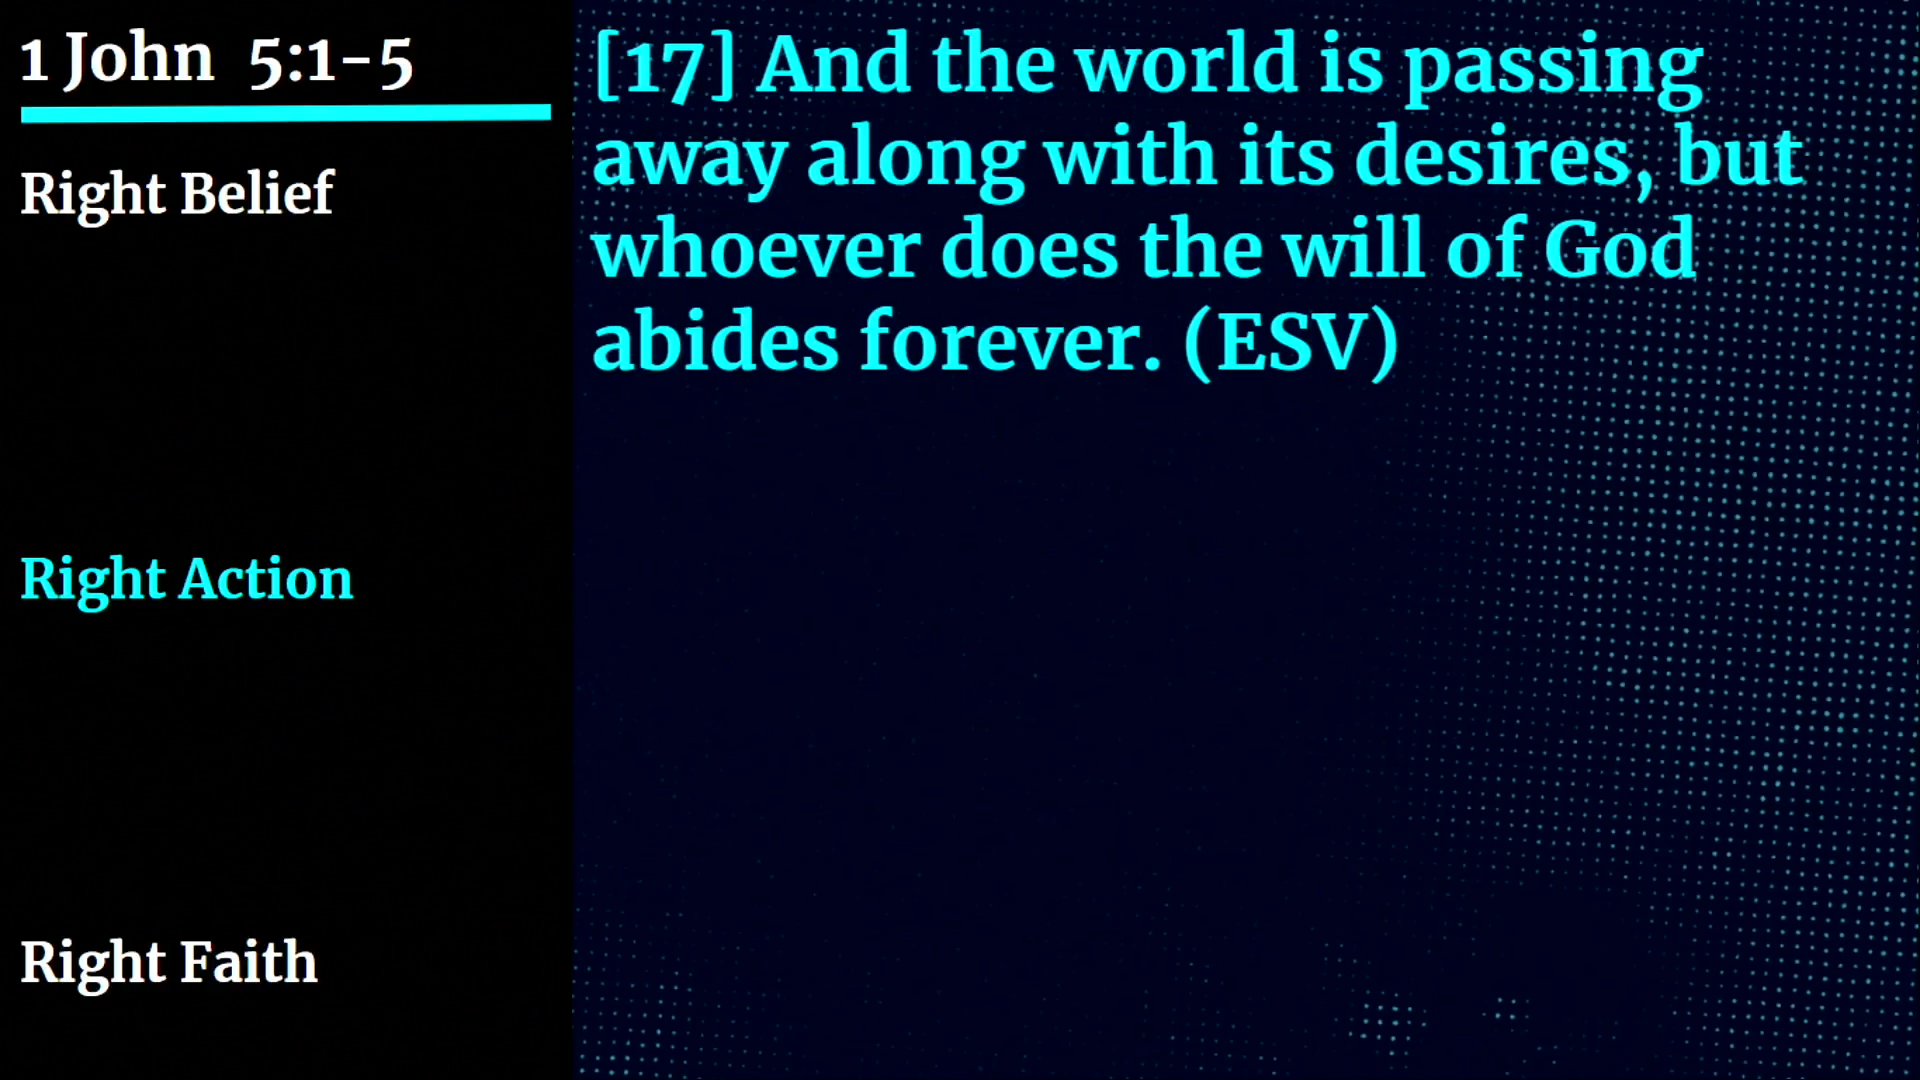 1 John 5:1-5
Right Belief
Right Action
Right Faith
[17] And the world is passing
away along with its desires, but
whoever does the will of God
abides forever. (ESV)